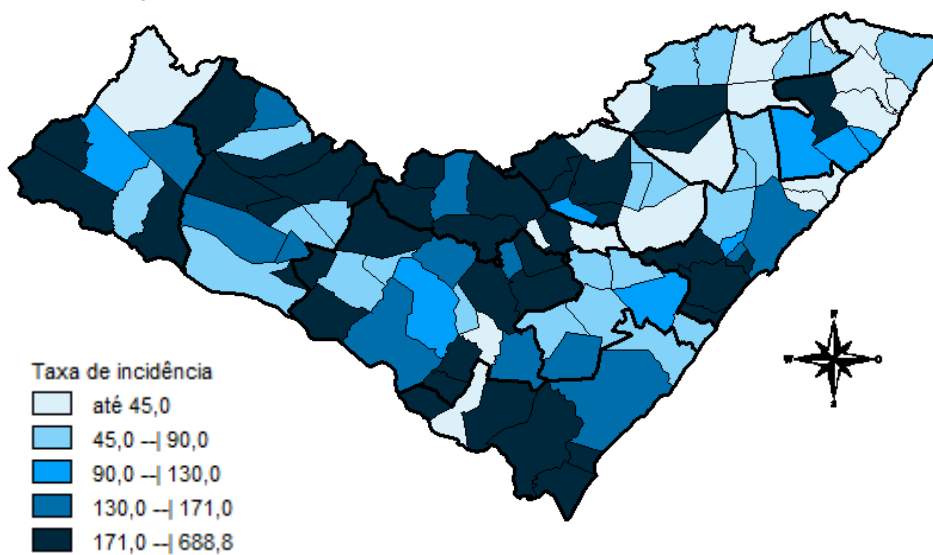 N
W
O
S
Taxa de incidência
até 45,0
45,0 --| 90,0
90,0 --| 130,0
130,0 --| 171,0
171,0 --| 688,8